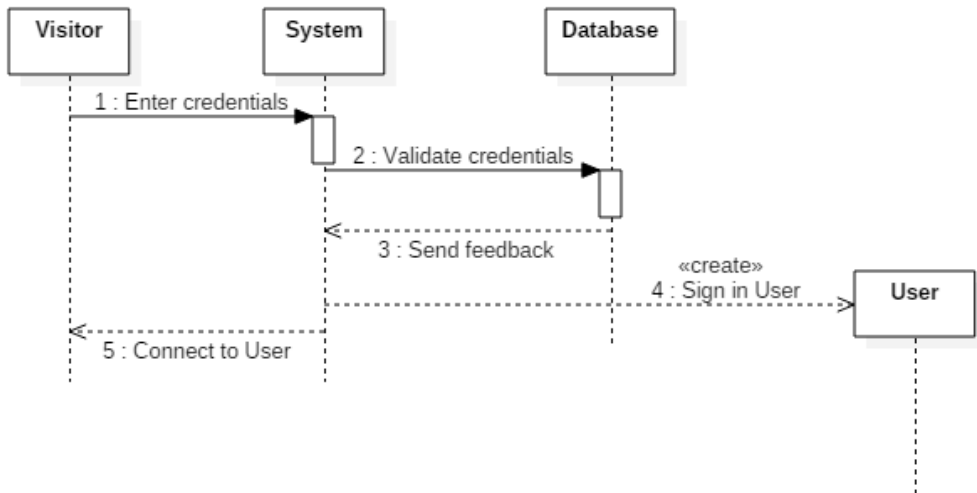 Visitor
System
Database
1 : Enter credentials
2 : Validate credentials
3 : Send feedback
«create»
4 : Sign in User
User
5 : Connect to User